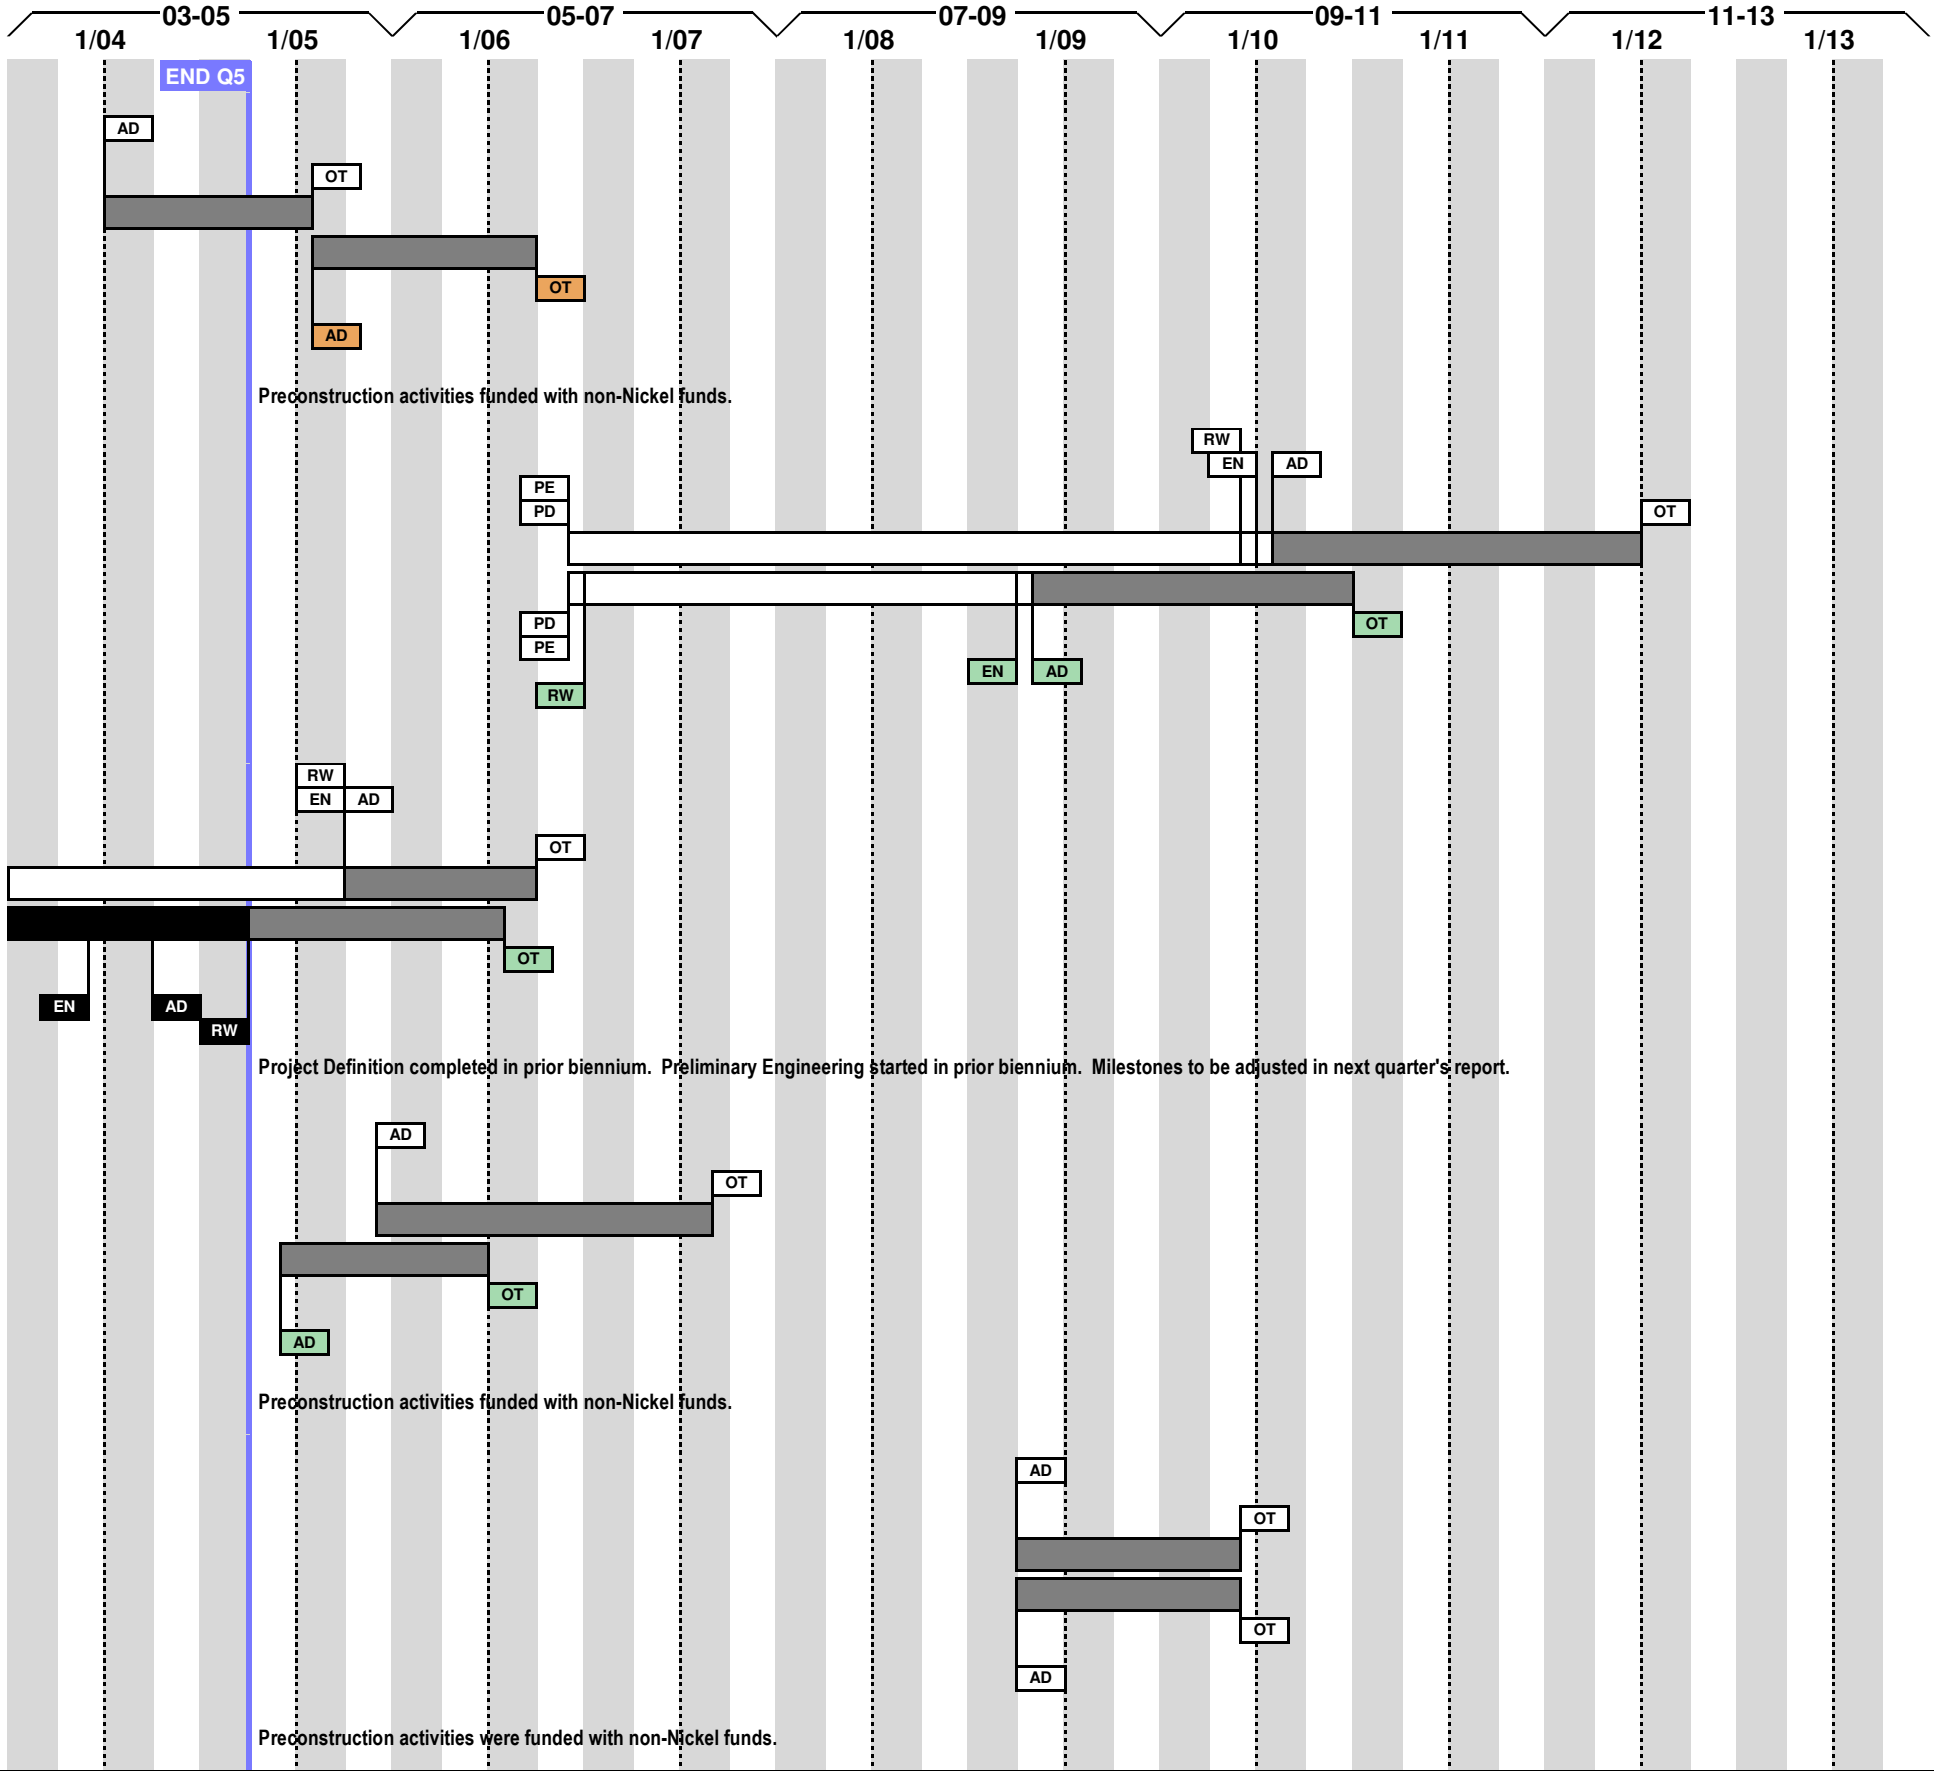 03-05 05-07 07-09 09-11 11-13
1/04 1/05 1/06 1/07 1/08 1/09 1/10 1/11 1/12 1/13
END Q5
AD
OT
OT
AD
Preconstruction activities funded with non-Nickel funds.
RW
EN AD
PE
PD OT
PD OT
PE
EN AD
RW
RW
EN AD
OT
OT
EN AD
RW
Project Definition completed in prior biennium. Preliminary Engineering started in prior biennium. Milestones to be adjusted in next quarter's report.
AD
OT
OT
AD
Preconstruction activities funded with non-Nickel funds.
AD
OT
OT
AD
Preconstruction activities were funded with non-Nickel funds.